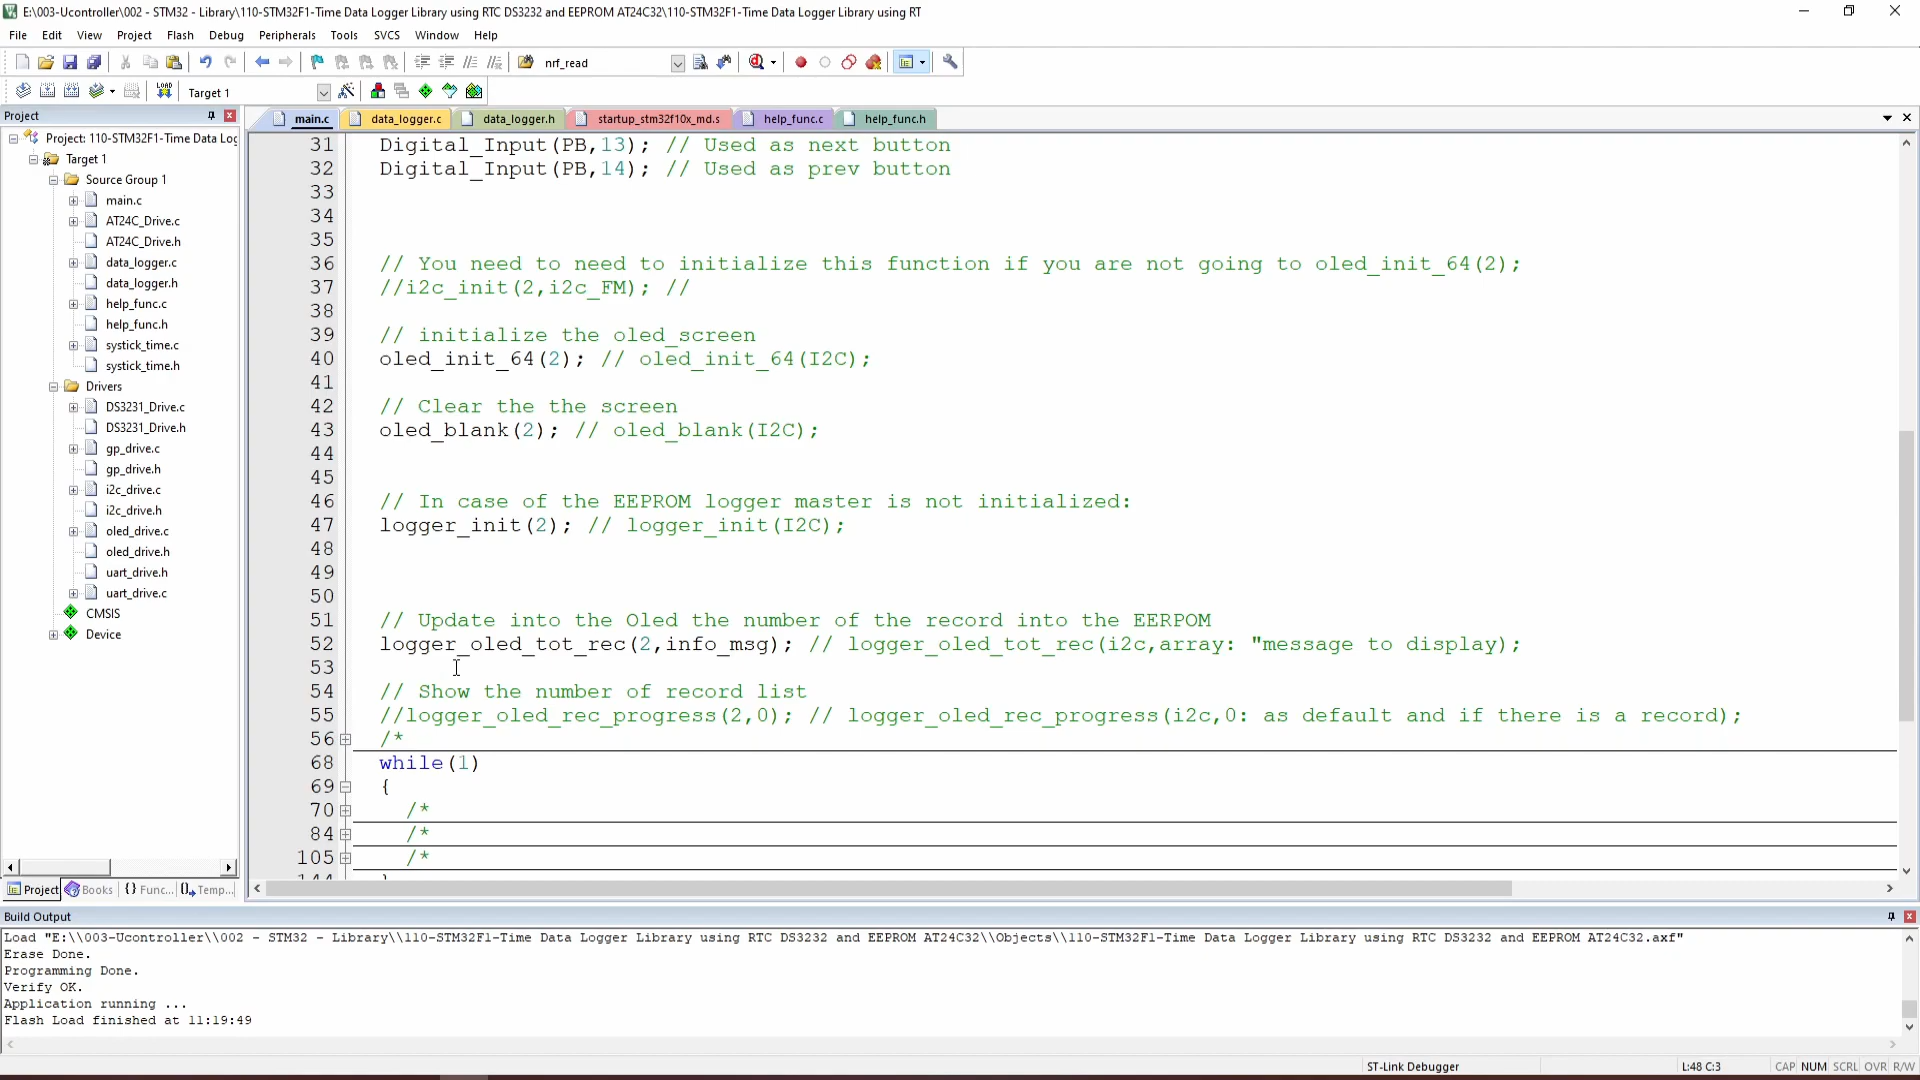 E:\003-Ucontroller\002 - STM32 - Library\110-STM32F1-Time Data Logger Library using RTC DS3232 and EEPROM AT24C32\110-STM32F1-Time Data Logger Library using RT
File Edit View Project Flash Debug Peripherals Tools SVCS Window Help
nrf_read
LOAD Target 1
Project
main.c data_logger.c data_logger.h startup_stm32f10x_md.s help_func.c help_func.h
Project: 110-STM32F1-Time Data Log
Target 1
Source Group 1
main.c
AT24C_Drive.c
AT24C_Drive.h
data_logger.c
data_logger.h
help_func.c
help_func.h
systick_time.c
systick_time.h
Drivers
DS3231_Drive.c
DS3231_Drive.h
gp_drive.c
gp_drive.h
i2c_drive.c
i2c_drive.h
oled_drive.c
oled_drive.h
uart_drive.h
uart_drive.c
CMSIS
Device
Project Books {} Func... Temp...
31 Digital_Input(PB,13); // Used as next button
32 Digital_Input(PB,14); // Used as prev button
33
34
35
36 // You need to need to initialize this function if you are not going to oled_init_64(2);
37 //i2c_init(2,i2c_FM); //
38
39 // initialize the oled_screen
40 oled_init_64(2); // oled_init_64(I2C);
41
42 // Clear the the screen
43 oled_blank(2); // oled_blank(I2C);
44
45
46 // In case of the EEPROM logger master is not initialized:
47 logger_init(2); // logger_init(I2C);
48
49
50
51 // Update into the Oled the number of the record into the EERPOM
52 logger_oled_tot_rec(2,info_msg); // logger_oled_tot_rec(i2c,array: "message to display);
53
54 // Show the number of record list
55 //logger_oled_rec_progress(2,0); // logger_oled_rec_progress(i2c,0: as default and if there is a record);
56 /*
68 while(1)
69 {
70 /*
84 /*
105 /*
144 }
Build Output
Load "E:\\003-Ucontroller\\002 - STM32 - Library\\110-STM32F1-Time Data Logger Library using RTC DS3232 and EEPROM AT24C32\\Objects\\110-STM32F1-Time Data Logger Library using RTC DS3232 and EEPROM AT24C32.axf"
Erase Done.
Programming Done.
Verify OK.
Application running ...
Flash Load finished at 11:19:49
ST-Link Debugger L:48 C:3 CAP NUM SCRL OVR R/W